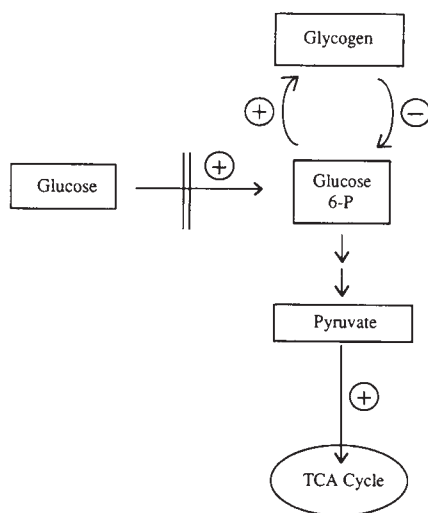 Glycogen
+
−
+
Glucose
Glucose
6-P
Pyruvate
+
TCA Cycle